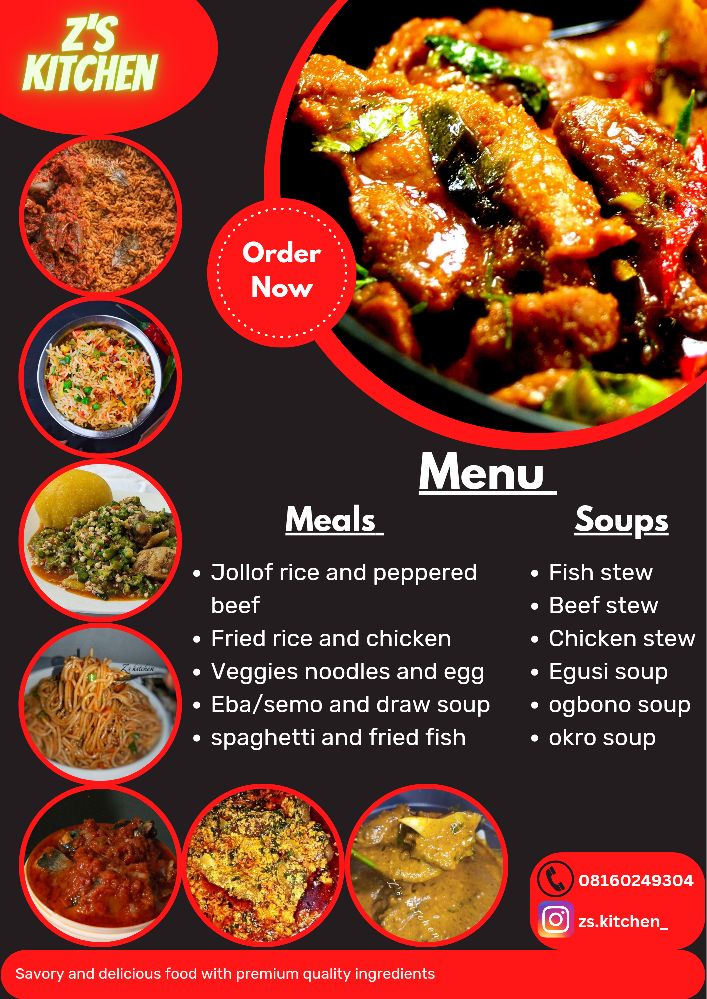 Z'S
KITCHEN
Order
Now
Menu
Meals
Jollof rice and peppered
beef
Fried rice and chicken
Veggies noodles and egg
Eba/semo and draw soup
spaghetti and fried fish
Soups
Fish stew
Beef stew
Chicken stew
Egusi soup
ogbono soup
okro soup
Z's kitchen
Z's kitchen
08160249304
zs.kitchen_
Savory and delicious food with premium quality ingredients